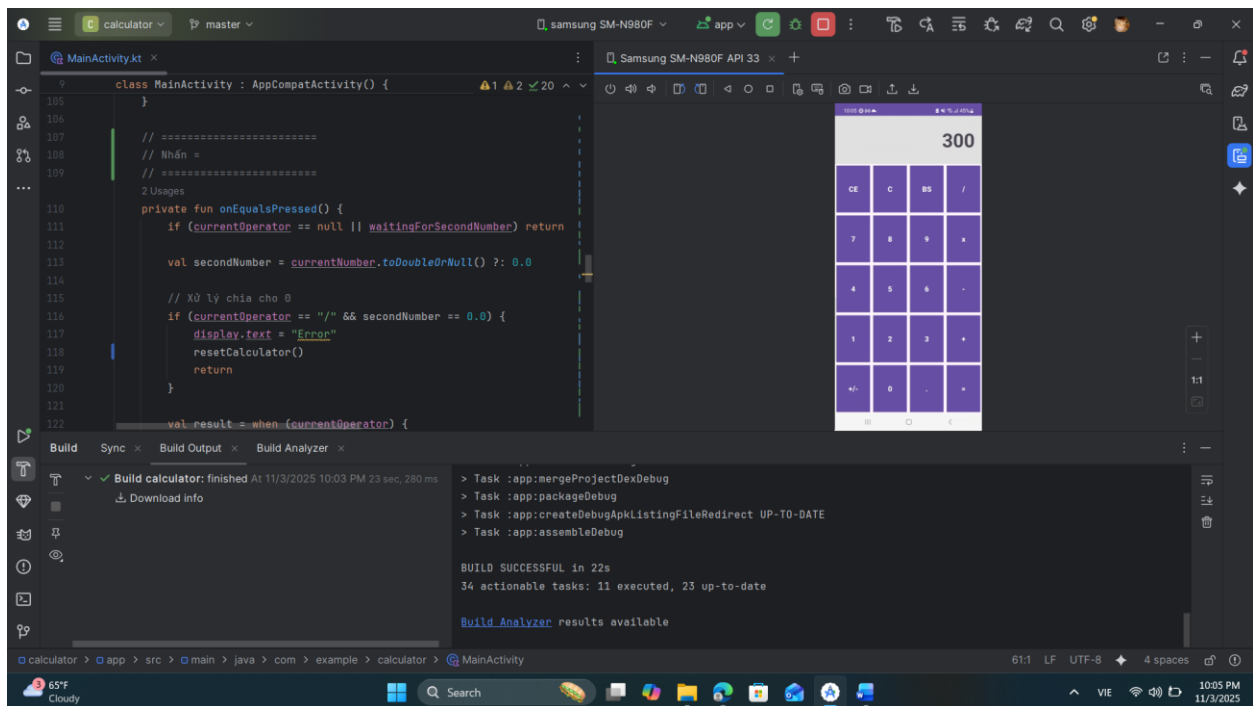 calculator
master
samsung SM-N980F
app
MainActivity.kt
Samsung SM-N980F API 33
9 class MainActivity : AppCompatActivity() {
1 2 20
105 }
106
107 // ========================
108 // Nhấn =
109 // ========================
2 Usages
110 private fun onEqualsPressed() {
111 if (currentOperator == null || waitingForSecondNumber) return
112
113 val secondNumber = currentNumber.toDoubleOrNull() ?: 0.0
114
115 // Xử lý chia cho 0
116 if (currentOperator == "/" && secondNumber == 0.0) {
117 display.text = "Error"
118 resetCalculator()
119 return
120 }
121
122 val result = when (currentOperator) {
10:05
45%
300
CE C BS /
7 8 9 x
4 5 6 -
1 2 3 +
+/- 0 . =
1:1
Build Sync Build Output Build Analyzer
Build calculator: finished At 11/3/2025 10:03 PM 23 sec, 280 ms
Download info
> Task :app:mergeProjectDexDebug
> Task :app:packageDebug
> Task :app:createDebugApkListingFileRedirect UP-TO-DATE
> Task :app:assembleDebug
BUILD SUCCESSFUL in 22s
34 actionable tasks: 11 executed, 23 up-to-date
Build Analyzer results available
calculator > app > src > main > java > com > example > calculator > MainActivity
61:1 LF UTF-8 4 spaces
3
65°F
Cloudy
Search
VIE
10:05 PM
11/3/2025